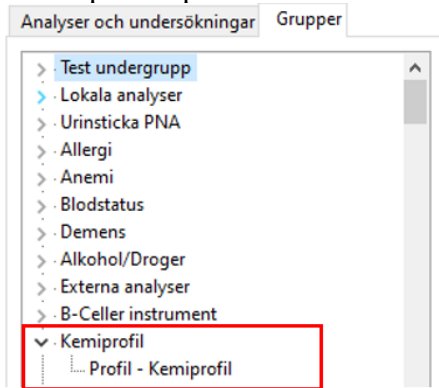 Analyser och undersökningar Grupper
Test undergrupp
Lokala analyser
Urinsticka PNA
Allergi
Anemi
Blodstatus
Demens
Alkohol/Droger
Externa analyser
B-Celler instrument
Kemiprofil
Profil - Kemiprofil